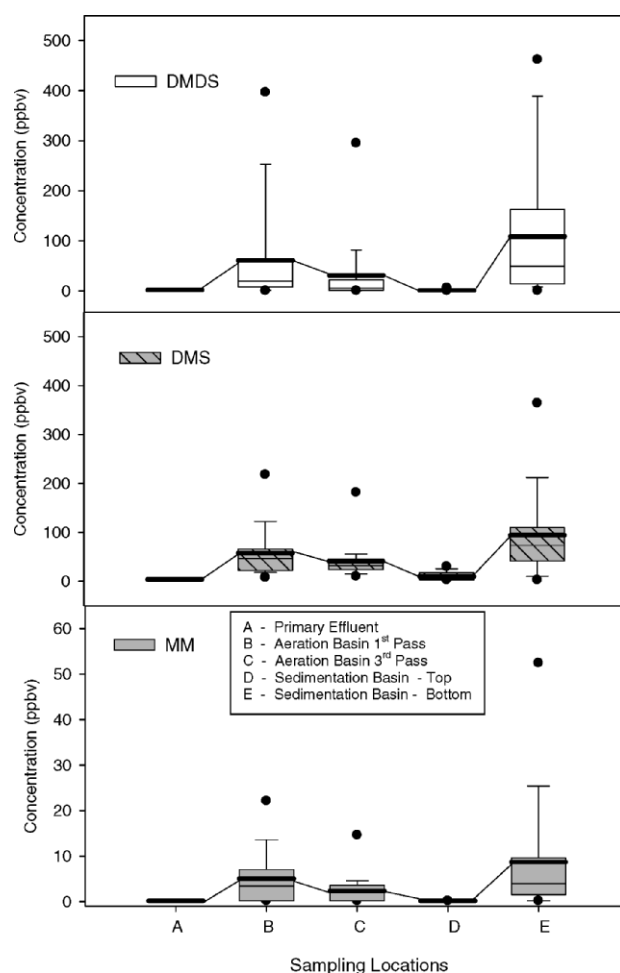 500
400
300
200
100
0
Concentration (ppbv)
DMDS
500
400
300
200
100
0
Concentration (ppbv)
DMS
60
50
40
30
20
10
0
Concentration (ppbv)
MM
A - Primary Effluent
B - Aeration Basin 1st Pass
C - Aeration Basin 3rd Pass
D - Sedimentation Basin - Top
E - Sedimentation Basin - Bottom
A B C D E
Sampling Locations